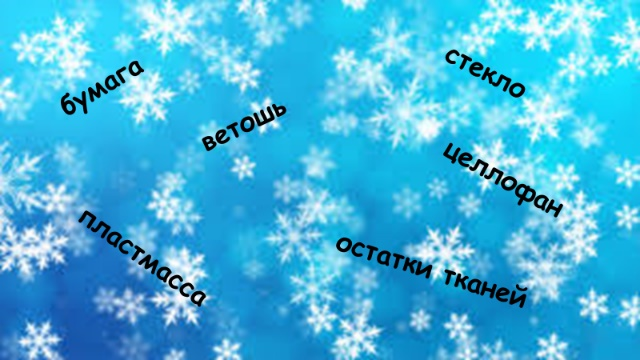 бумага
стекло
ветошь
целлофан
пластмасса
остатки тканей